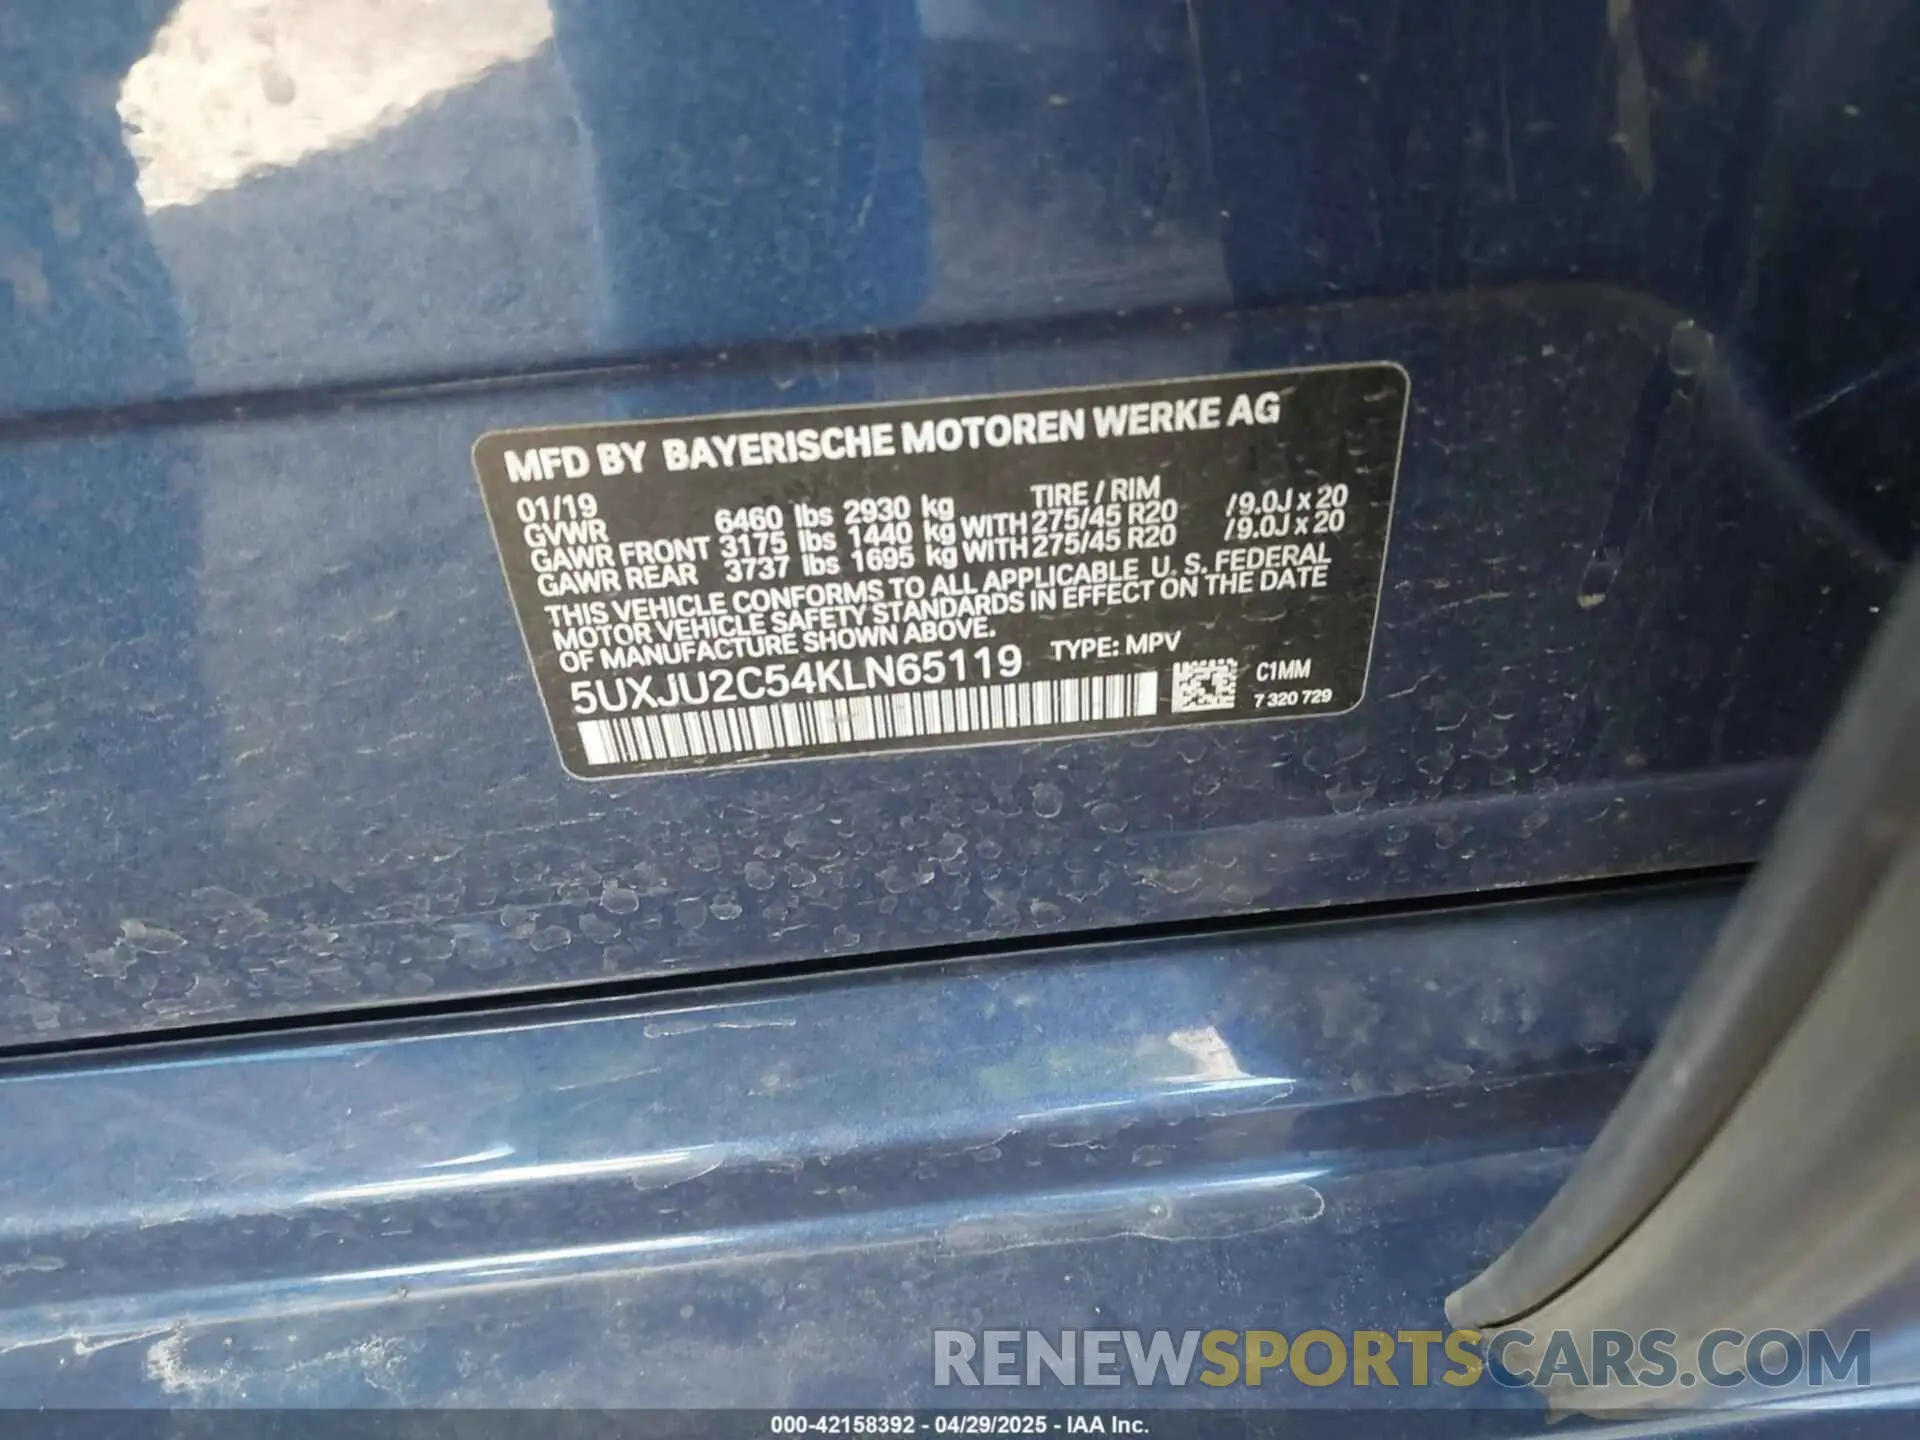 MFD BY BAYERISCHE MOTOREN WERKE AG
01/19 TIRE / RIM
GVWR 6460 lbs 2930 kg
GAWR FRONT 3175 lbs 1440 kg WITH 275/45 R20 / 9.0J x 20
GAWR REAR 3737 lbs 1695 kg WITH 275/45 R20 / 9.0J x 20
THIS VEHICLE CONFORMS TO ALL APPLICABLE U. S. FEDERAL
MOTOR VEHICLE SAFETY STANDARDS IN EFFECT ON THE DATE
OF MANUFACTURE SHOWN ABOVE.
5UXJU2C54KLN65119 TYPE: MPV
C1MM
7 320 729
RENEWSPORTSCARS.COM
000-42158392 - 04/29/2025 - IAA Inc.